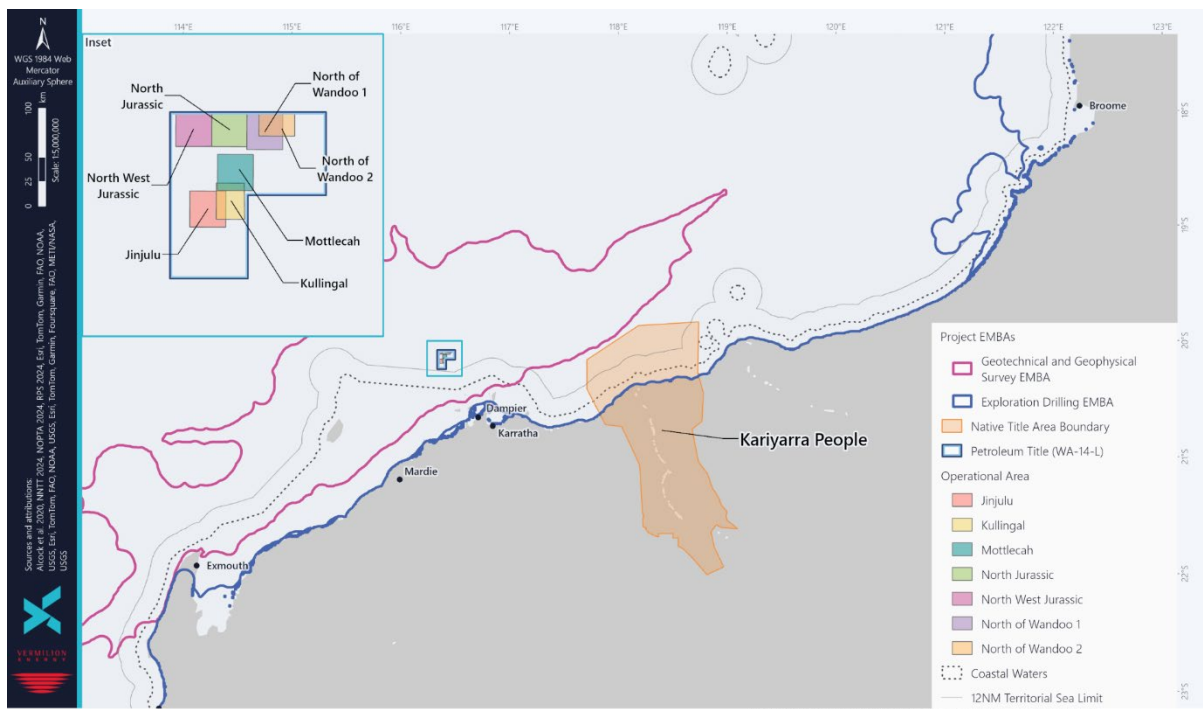 N
WGS 1984 Web
Mercator
Auxiliary Sphere
0 25 50 100
km
Scale: 1:5,000,000
Sources and attributions:
Alcock et al. 2020, NNTT 2024, NOPTA 2024, RPS 2024, Esri, TomTom, Garmin, FAO, NOAA,
USGS, Esri, TomTom, FAO, NOAA, USGS, Esri, TomTom, Garmin, Foursquare, FAO, METI/NASA,
USGS
VERMILION
ENERGY
114°E
115°E
116°E
117°E
118°E
119°E
120°E
121°E
122°E
123°E
Inset
North
Jurassic
North of
Wandoo 1
North West
Jurassic
North of
Wandoo 2
Jinjulu
Mottlecah
Kullingal
Broome
Dampier
Karratha
Mardie
Exmouth
Kariyarra People
18°S
19°S
20°S
21°S
22°S
23°S
Project EMBAs
Geotechnical and Geophysical
Survey EMBA
Exploration Drilling EMBA
Native Title Area Boundary
Petroleum Title (WA-14-L)
Operational Area
Jinjulu
Kullingal
Mottlecah
North Jurassic
North West Jurassic
North of Wandoo 1
North of Wandoo 2
Coastal Waters
12NM Territorial Sea Limit